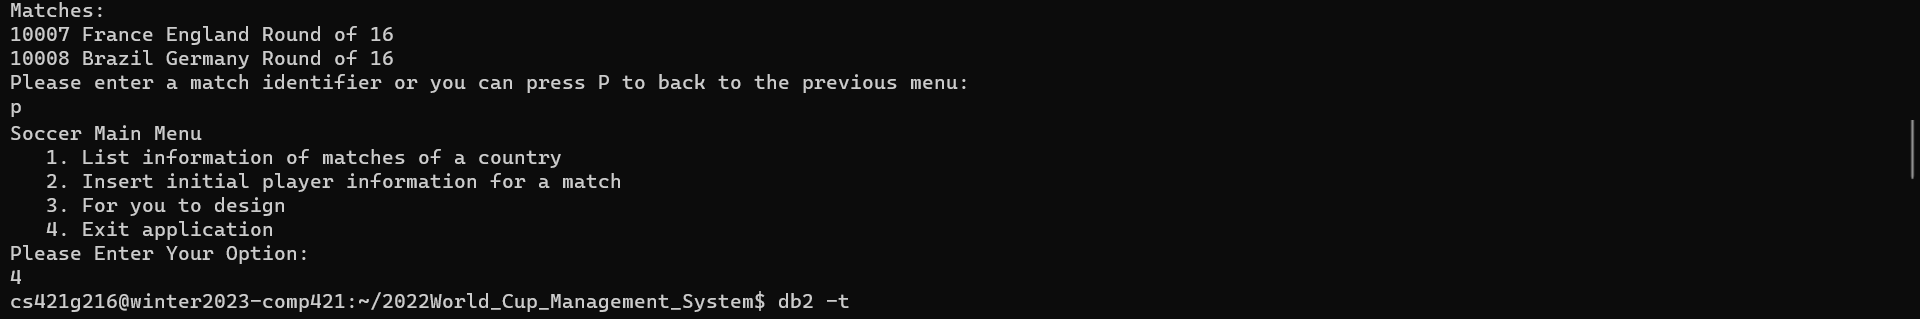 Matches:
10007 France England Round of 16
10008 Brazil Germany Round of 16
Please enter a match identifier or you can press P to back to the previous menu:
p
Soccer Main Menu
   1. List information of matches of a country
   2. Insert initial player information for a match
   3. For you to design
   4. Exit application
Please Enter Your Option:
4
cs421g216@winter2023-comp421:~/2022World_Cup_Management_System$ db2 -t